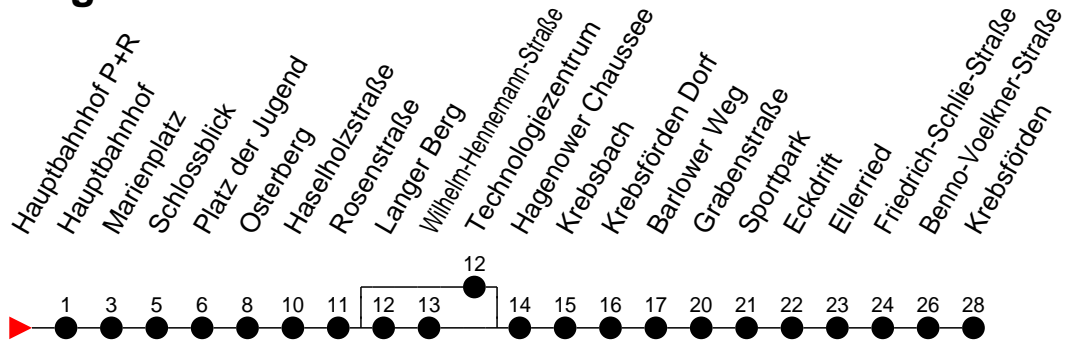 Hauptbahnhof P+R
Hauptbahnhof
Marienplatz
Schlossblick
Platz der Jugend
Osterberg
Haselholzstraße
Rosenstraße
Langer Berg
Wilhelm-Hennemann-Straße
Technologiezentrum
Hagenower Chaussee
Krebsbach
Krebsförden Dorf
Barlower Weg
Grabenstraße
Sportpark
Eckdrift
Ellerried
Friedrich-Schlie-Straße
Benno-Voelkner-Straße
Krebsförden
12
1 3 5 6 8 10 11 12 13 14 15 16 17 20 21 22 23 24 26 28